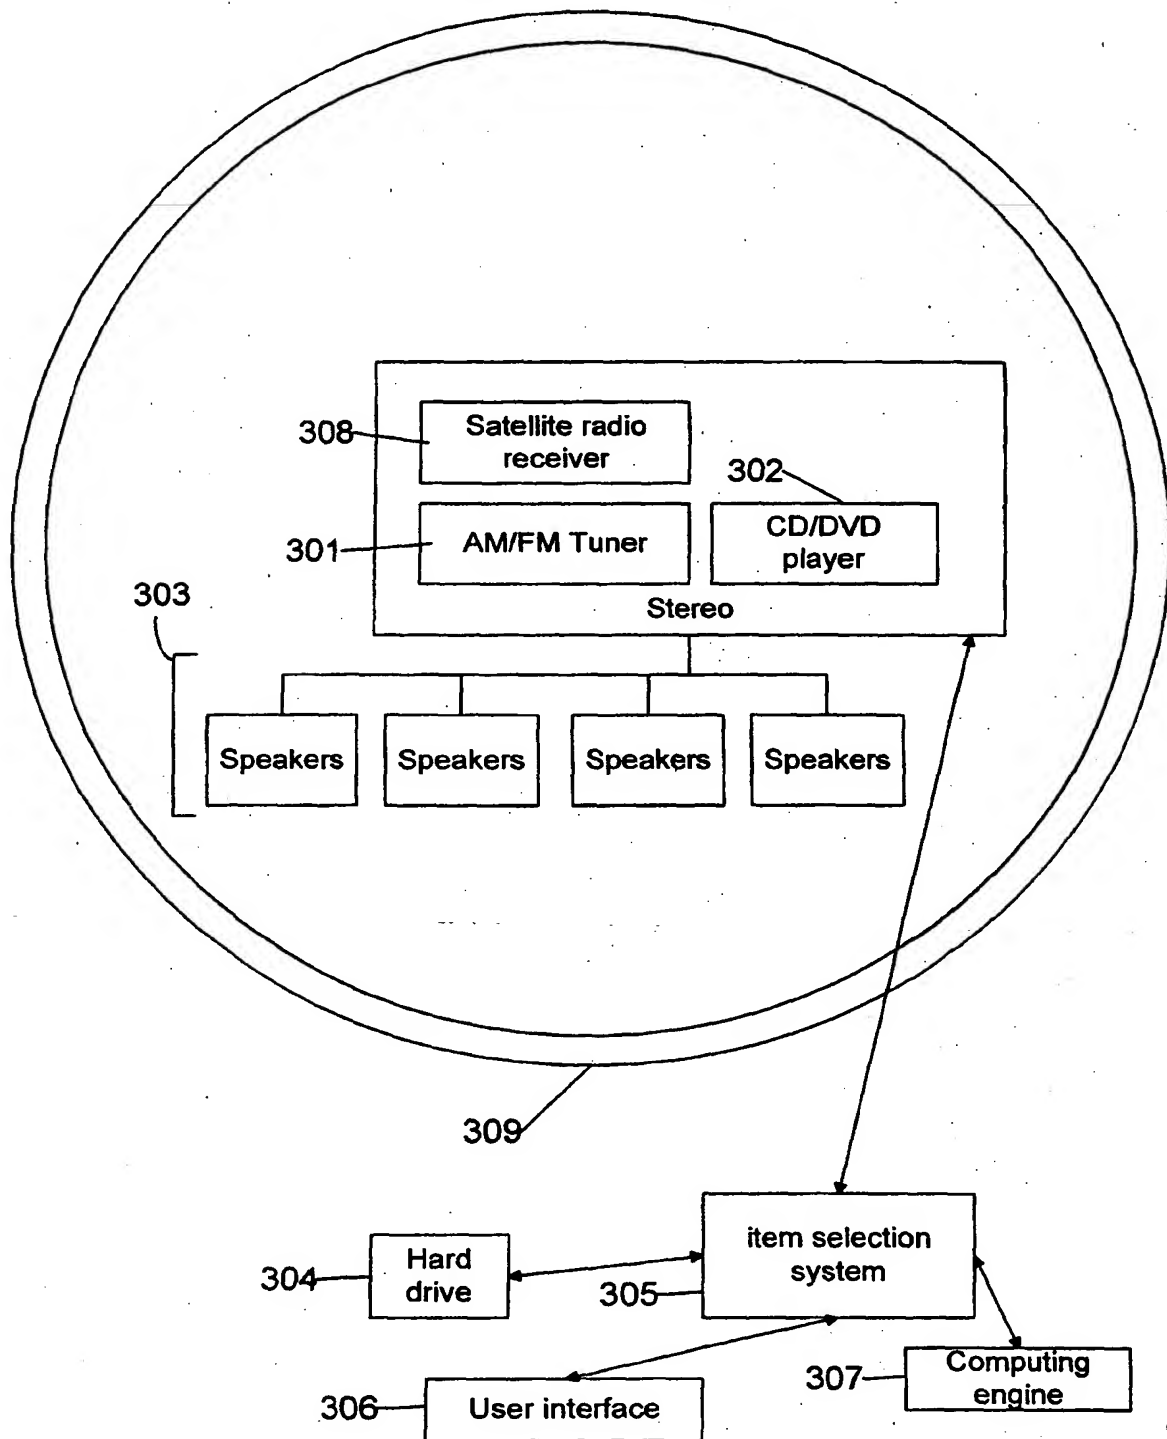 308
Satellite radio
receiver
302
301
AM/FM Tuner
CD/DVD
player
303
Stereo
Speakers
Speakers
Speakers
Speakers
309
item selection
system
304
Hard
drive
305
307
Computing
engine
306
User interface